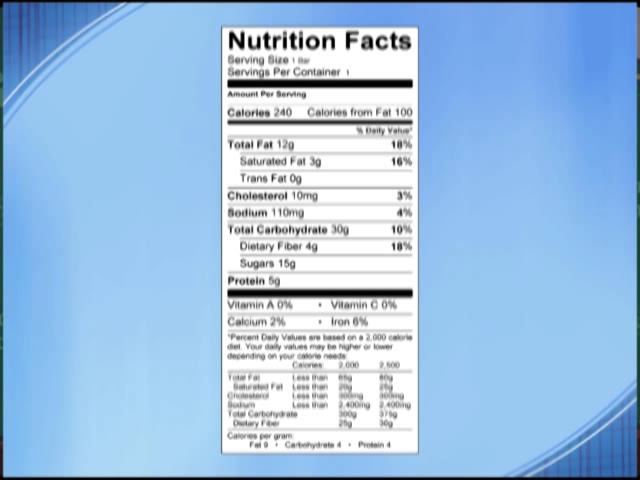 Nutrition Facts
Serving Size 1 Bar
Servings Per Container 1
Amount Per Serving
Calories 240 Calories from Fat 100
% Daily Value*
Total Fat 12g 18%
Saturated Fat 3g 16%
Trans Fat 0g
Cholesterol 10mg 3%
Sodium 110mg 4%
Total Carbohydrate 30g 10%
Dietary Fiber 4g 18%
Sugars 15g
Protein 5g
Vitamin A 0% • Vitamin C 0%
Calcium 2% • Iron 6%
*Percent Daily Values are based on a 2,000 calorie
diet. Your daily values may be higher or lower
depending on your calorie needs:
Calories: 2,000 2,500
Total Fat Less than 65g 80g
Saturated Fat Less than 20g 25g
Cholesterol Less than 300mg 300mg
Sodium Less than 2,400mg 2,400mg
Total Carbohydrate 300g 375g
Dietary Fiber 25g 30g
Calories per gram:
Fat 9 • Carbohydrate 4 • Protein 4